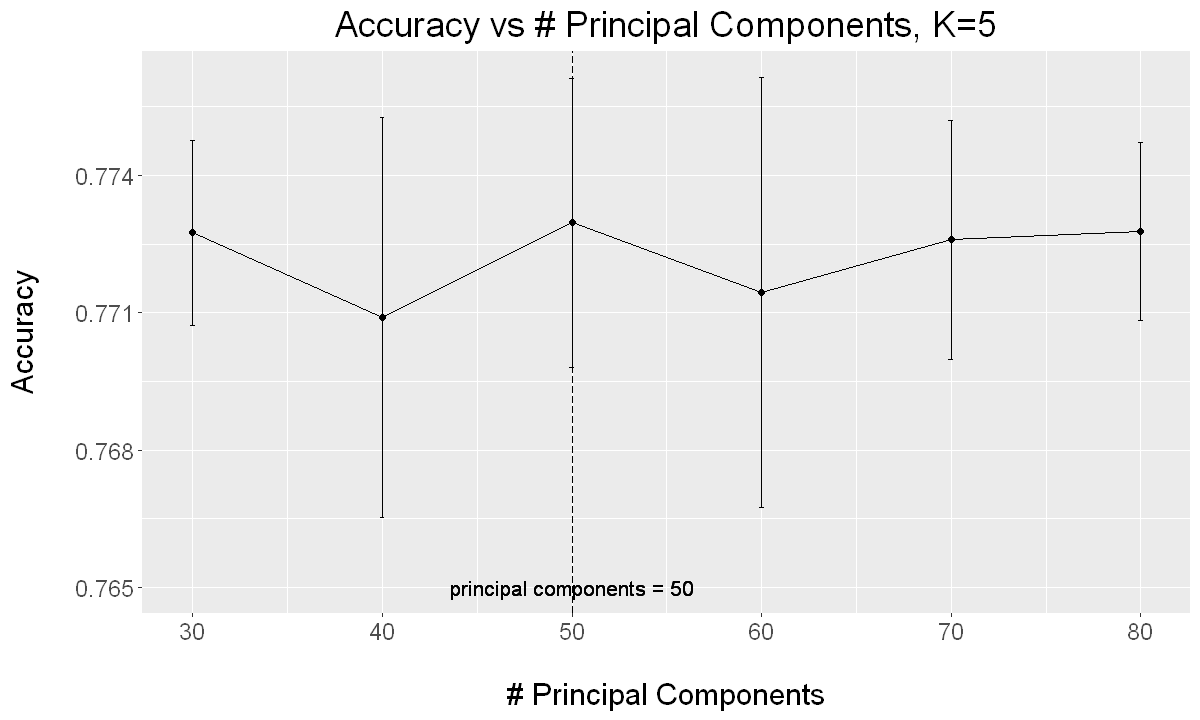 Accuracy vs # Principal Components, K=5
Accuracy
0.774
0.771
0.768
0.765
principal components = 50
30 40 50 60 70 80
# Principal Components